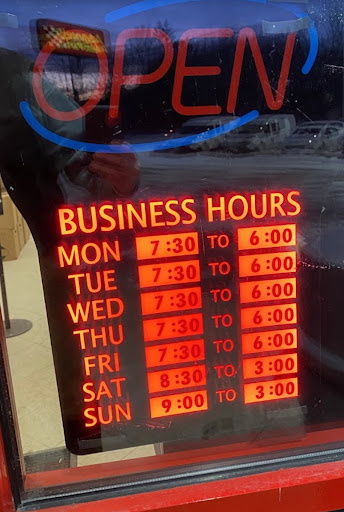 OPEN
BUSINESS HOURS
MON 7:30 TO 6:00
TUE 7:30 TO 6:00
WED 7:30 TO 6:00
THU 7:30 TO 6:00
FRI 7:30 TO 6:00
SAT 8:30 TO 3:00
SUN 9:00 TO 3:00